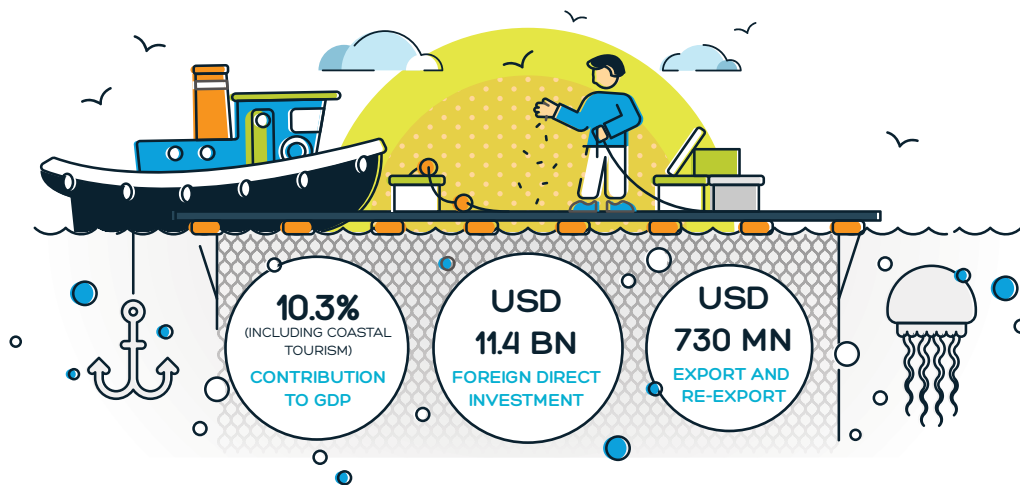 10.3%
(INCLUDING COASTAL
TOURISM)
CONTRIBUTION
TO GDP
USD
11.4 BN
FOREIGN DIRECT
INVESTMENT
USD
730 MN
EXPORT AND
RE-EXPORT